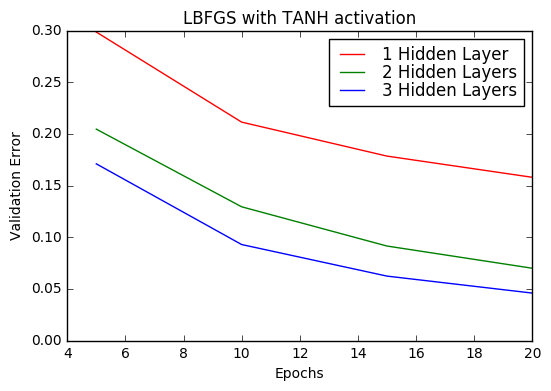 LBFGS with TANH activation
1 Hidden Layer
2 Hidden Layers
3 Hidden Layers
Validation Error
0.30
0.25
0.20
0.15
0.10
0.05
0.00
4 6 8 10 12 14 16 18 20
Epochs